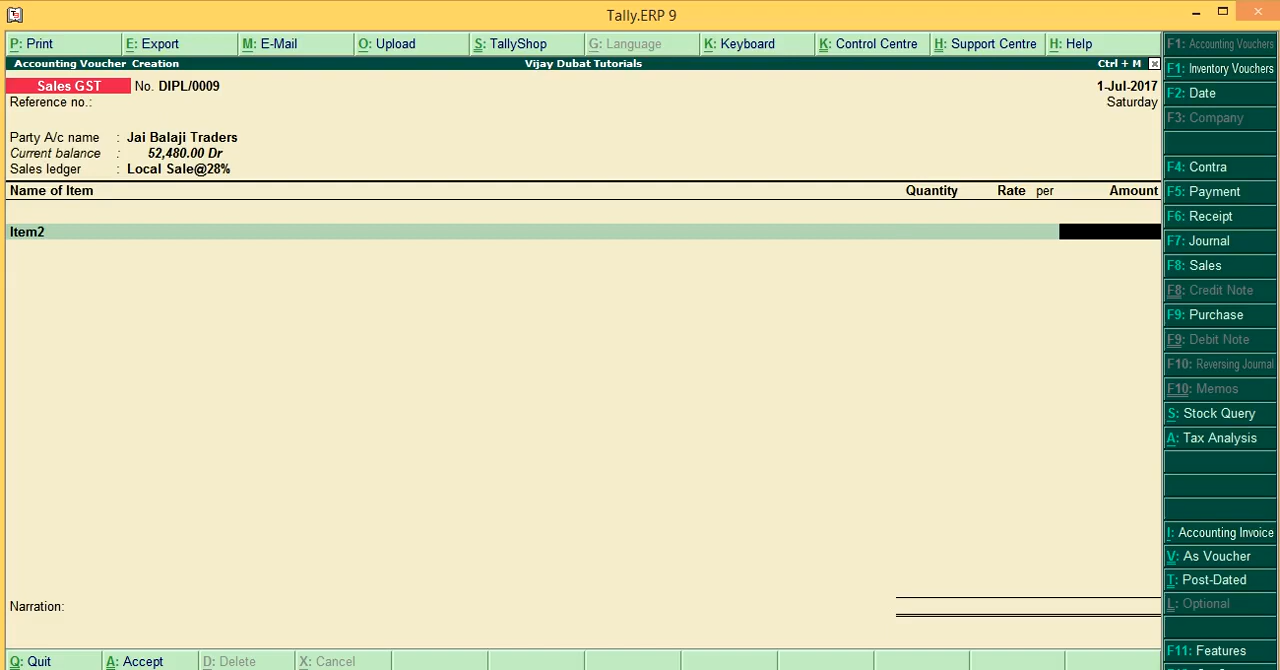 Tally.ERP 9
P: Print E: Export M: E-Mail O: Upload S: TallyShop G: Language K: Keyboard K: Control Centre H: Support Centre H: Help
Accounting Voucher Creation Vijay Dubat Tutorials Ctrl + M
Sales GST No. DIPL/0009 1-Jul-2017
Reference no.: Saturday
Party A/c name : Jai Balaji Traders
Current balance : 52,480.00 Dr
Sales ledger : Local Sale@28%
Name of Item Quantity Rate per Amount
Item2
Narration:
Q: Quit A: Accept D: Delete X: Cancel
F1: Accounting Vouchers
F1: Inventory Vouchers
F2: Date
F3: Company
F4: Contra
F5: Payment
F6: Receipt
F7: Journal
F8: Sales
F8: Credit Note
F9: Purchase
F9: Debit Note
F10: Reversing Journal
F10: Memos
S: Stock Query
A: Tax Analysis
I: Accounting Invoice
V: As Voucher
T: Post-Dated
L: Optional
F11: Features